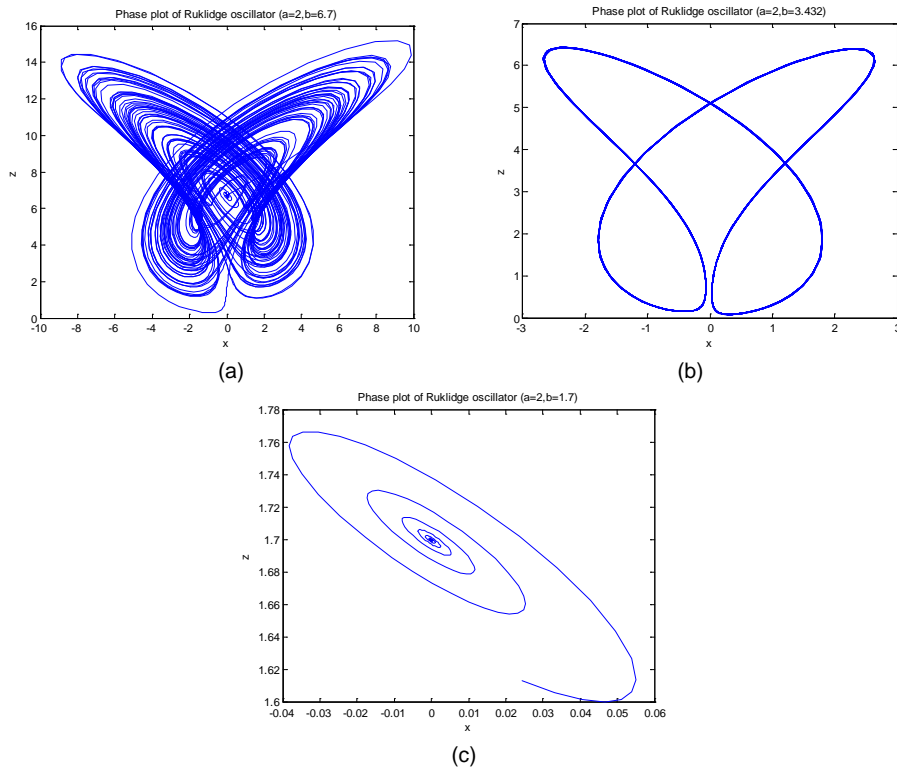 Phase plot of Ruklidge oscillator (a=2,b=6.7)
16
14
12
10
8
6
4
2
0
z
-10 -8 -6 -4 -2 0 2 4 6 8 10
x
(a)
Phase plot of Ruklidge oscillator (a=2,b=3.432)
7
6
5
4
3
2
1
0
z
-3 -2 -1 0 1 2 3
x
(b)
Phase plot of Ruklidge oscillator (a=2,b=1.7)
1.78
1.76
1.74
1.72
1.7
1.68
1.66
1.64
1.62
1.6
z
-0.04 -0.03 -0.02 -0.01 0 0.01 0.02 0.03 0.04 0.05 0.06
x
(c)